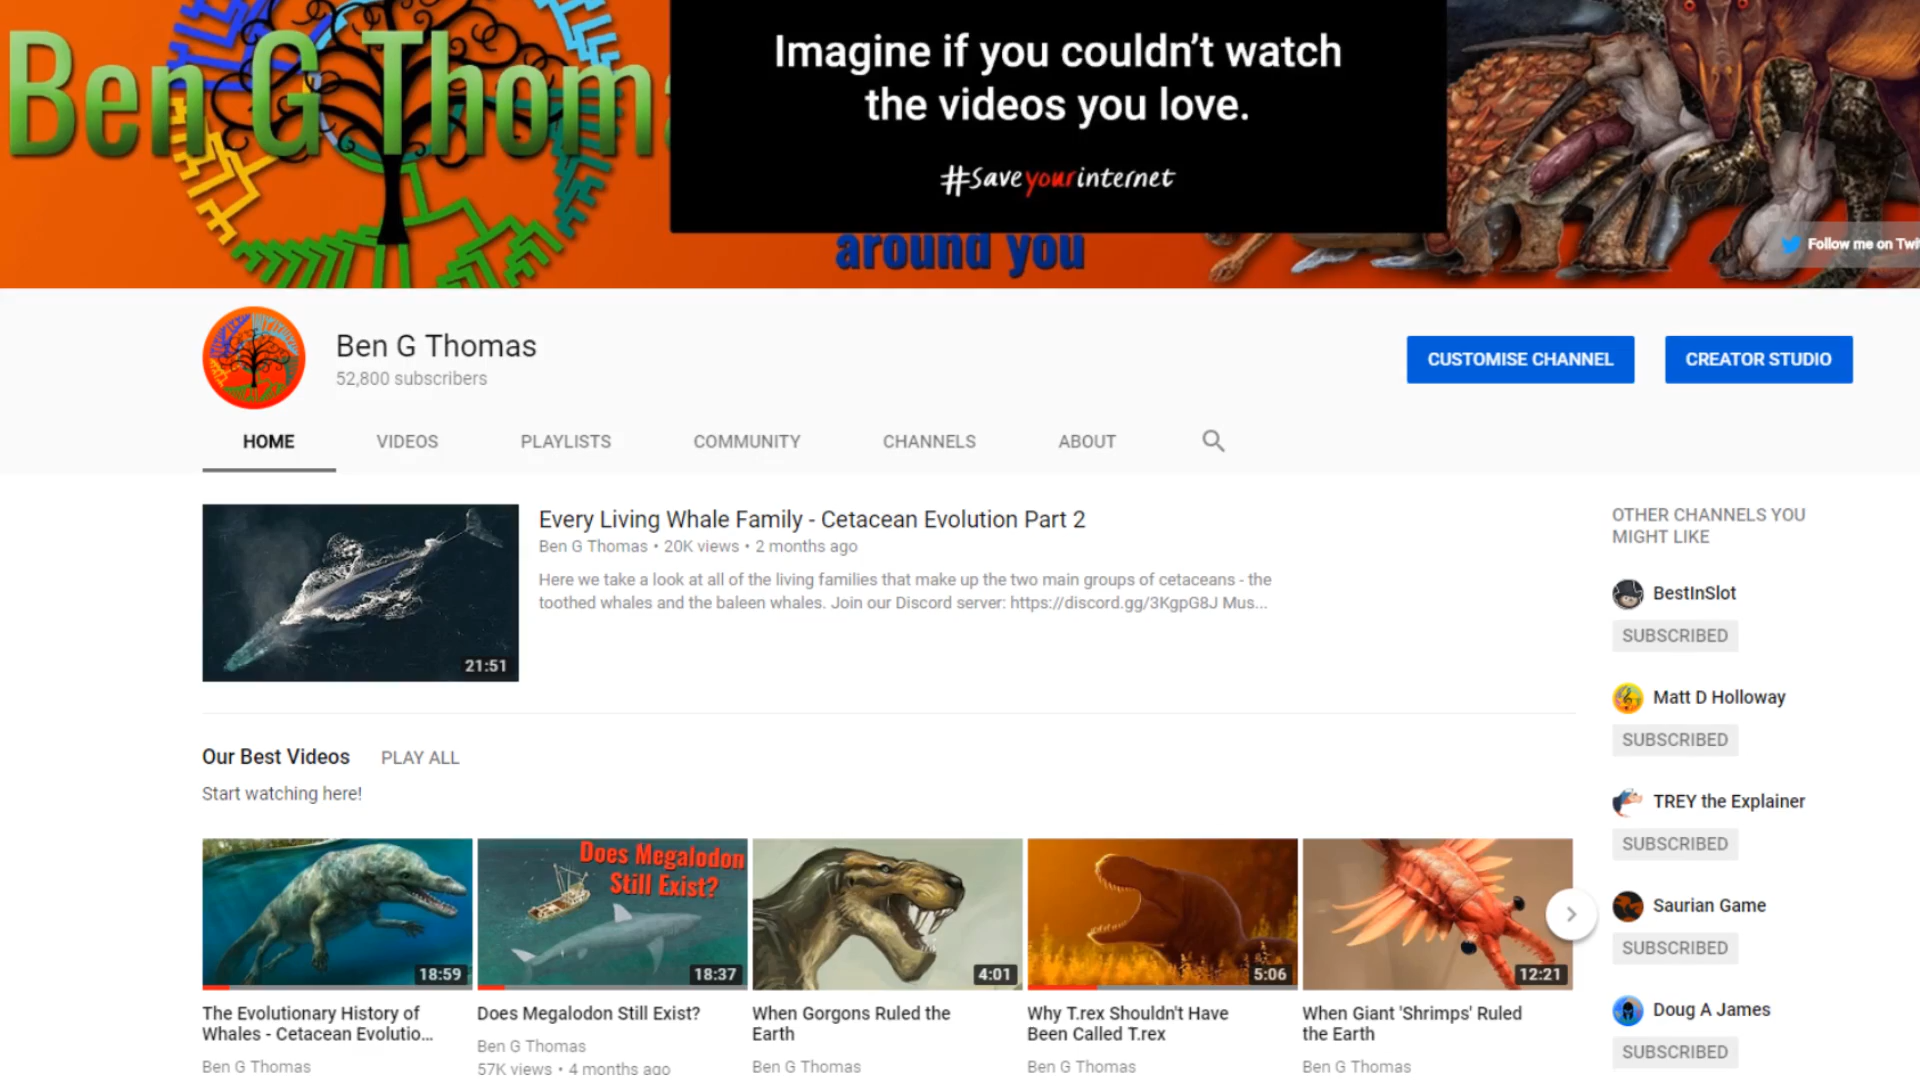 Ben G Thoma
Imagine if you couldn't watch
the videos you love.
#Saveyourinternet
around you
Follow me on Twi
Ben G Thomas
52,800 subscribers
CUSTOMISE CHANNEL
CREATOR STUDIO
HOME
VIDEOS
PLAYLISTS
COMMUNITY
CHANNELS
ABOUT
21:51
Every Living Whale Family - Cetacean Evolution Part 2
Ben G Thomas • 20K views • 2 months ago
Here we take a look at all of the living families that make up the two main groups of cetaceans - the
toothed whales and the baleen whales. Join our Discord server: https://discord.gg/3KgpG8J Mus...
OTHER CHANNELS YOU
MIGHT LIKE
BestInSlot
SUBSCRIBED
Matt D Holloway
SUBSCRIBED
TREY the Explainer
SUBSCRIBED
Saurian Game
SUBSCRIBED
Doug A James
SUBSCRIBED
Our Best Videos
PLAY ALL
Start watching here!
18:59
The Evolutionary History of
Whales - Cetacean Evolutio...
Ben G Thomas
Does Megalodon
Still Exist?
18:37
Does Megalodon Still Exist?
Ben G Thomas
57K views • 4 months ago
4:01
When Gorgons Ruled the
Earth
Ben G Thomas
5:06
Why T.rex Shouldn't Have
Been Called T.rex
Ben G Thomas
12:21
When Giant 'Shrimps' Ruled
the Earth
Ben G Thomas